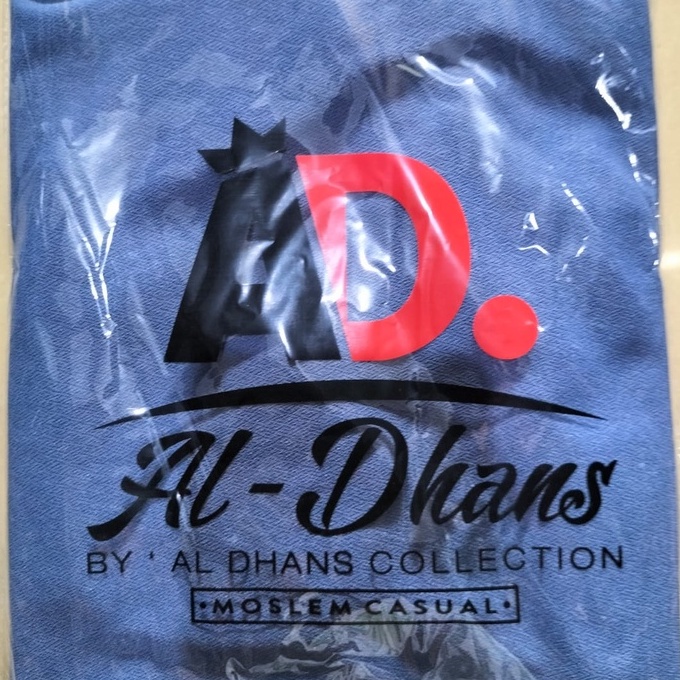 AD.
Al-Dhans
BY ' AL DHANS COLLECTION
•MOSLEM CASUAL•